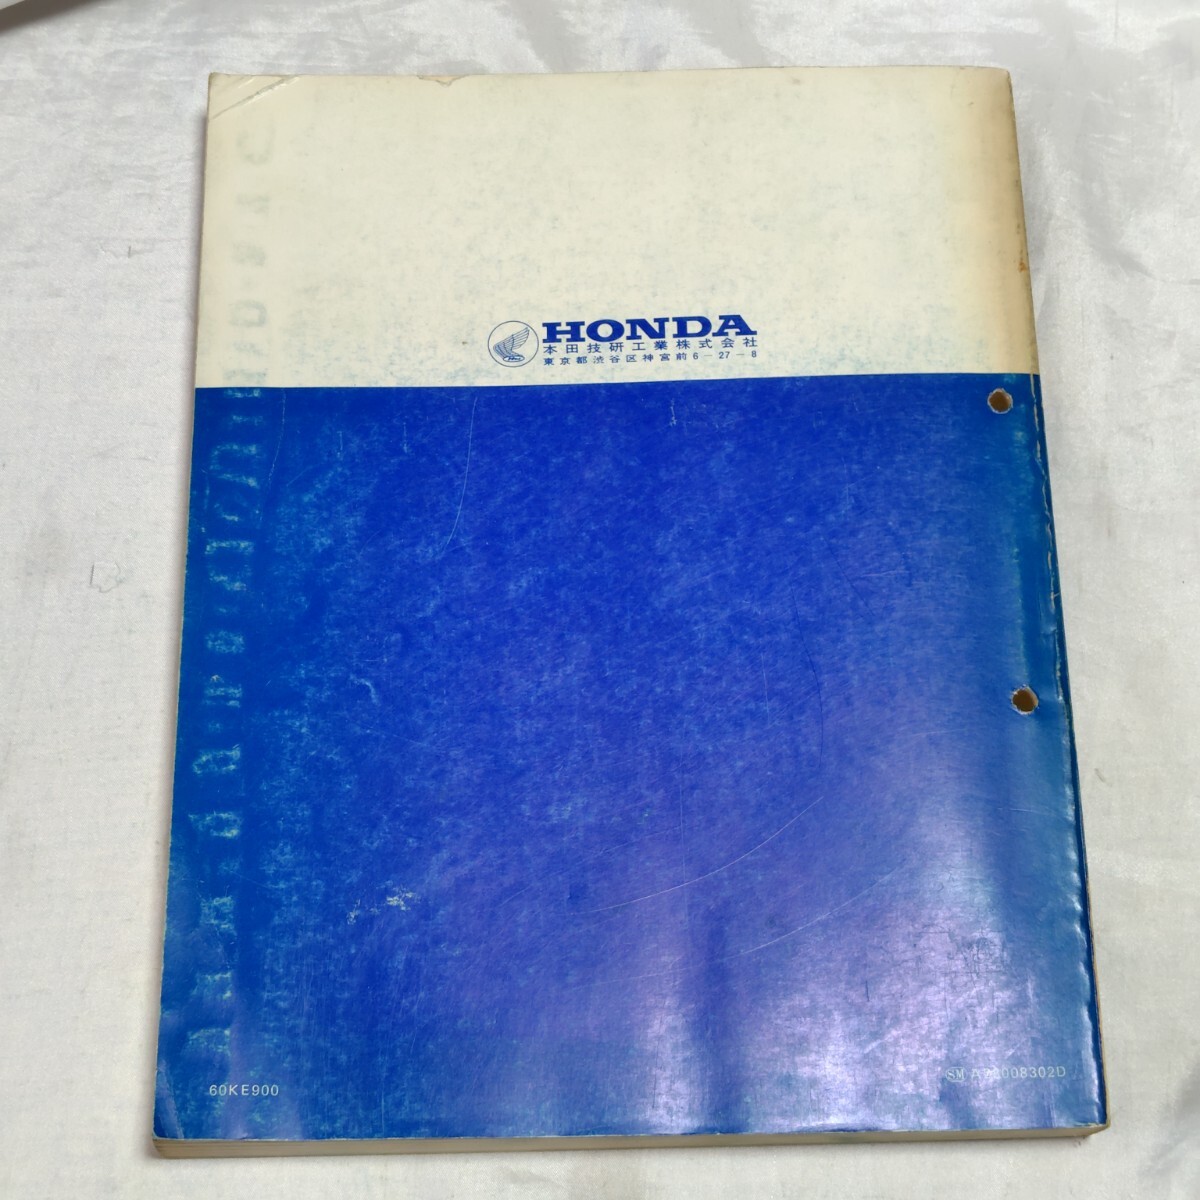 HONDA
本田技研工業株式会社
東京都渋谷区神宮前6-27-8
60KE900
SM